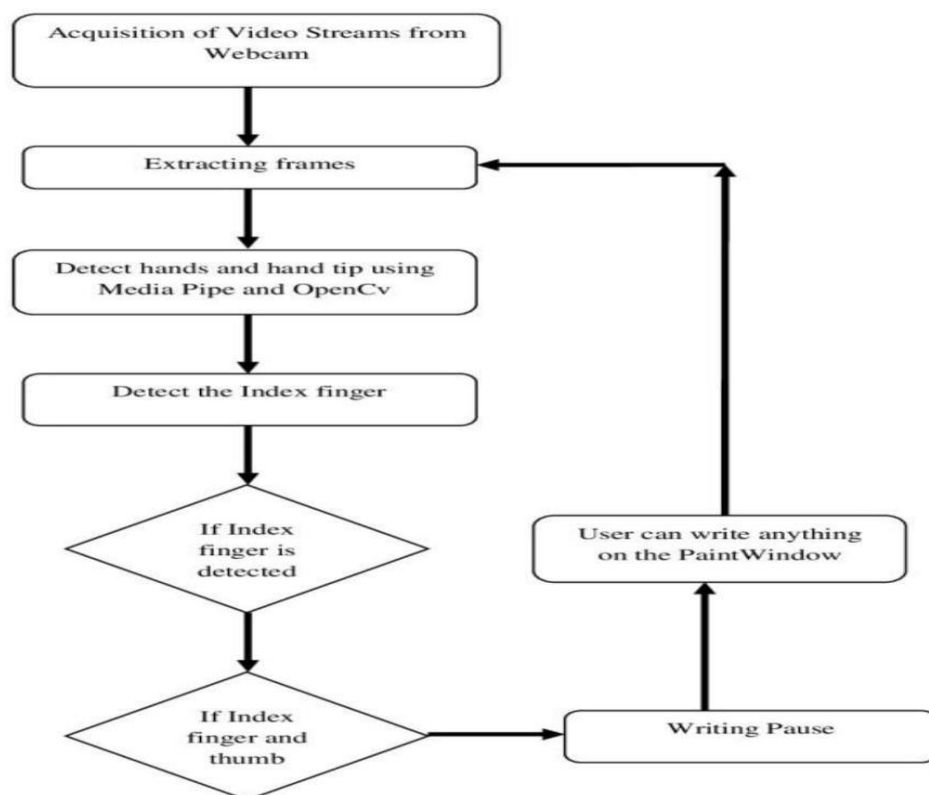 Acquisition of Video Streams from
Webcam
Extracting frames
Detect hands and hand tip using
Media Pipe and OpenCv
Detect the Index finger
If Index
finger is
detected
User can write anything
on the PaintWindow
If Index
finger and
thumb
Writing Pause